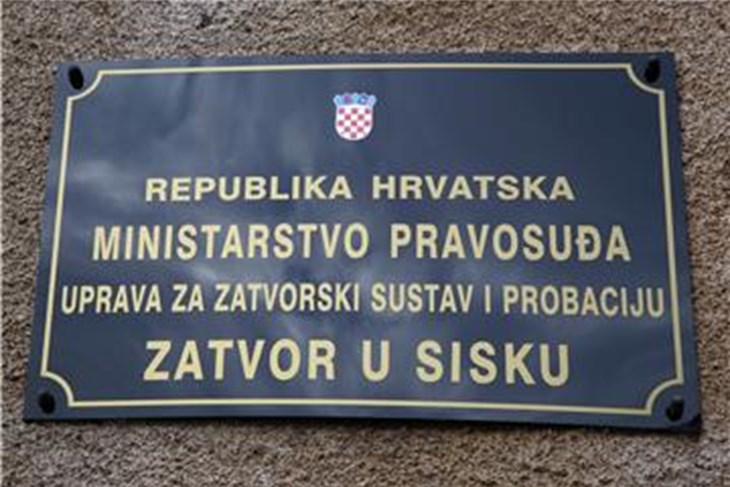 REPUBLIKA HRVATSKA
MINISTARSTVO PRAVOSUĐA
UPRAVA ZA ZATVORSKI SUSTAV I PROBACIJU
ZATVOR U SISKU